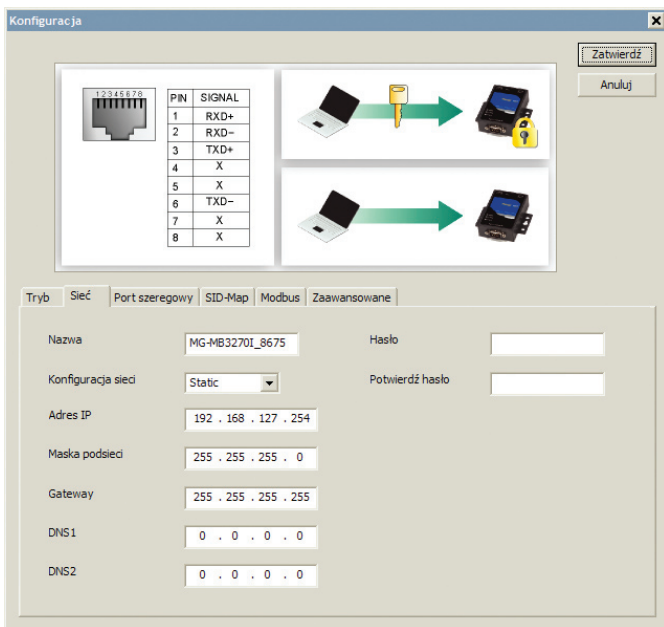 Konfiguracja
Zatwierdź
Anuluj
12345678
PIN SIGNAL
1 RXD+
2 RXD−
3 TXD+
4 X
5 X
6 TXD−
7 X
8 X
Tryb Sieć Port szeregowy SID-Map Modbus Zaawansowane
Nazwa MG-MB3270I_8675 Hasło
Konfiguracja sieci Static Potwierdź hasło
Adres IP 192 . 168 . 127 . 254
Maska podsieci 255 . 255 . 255 . 0
Gateway 255 . 255 . 255 . 255
DNS1 0 . 0 . 0 . 0
DNS2 0 . 0 . 0 . 0